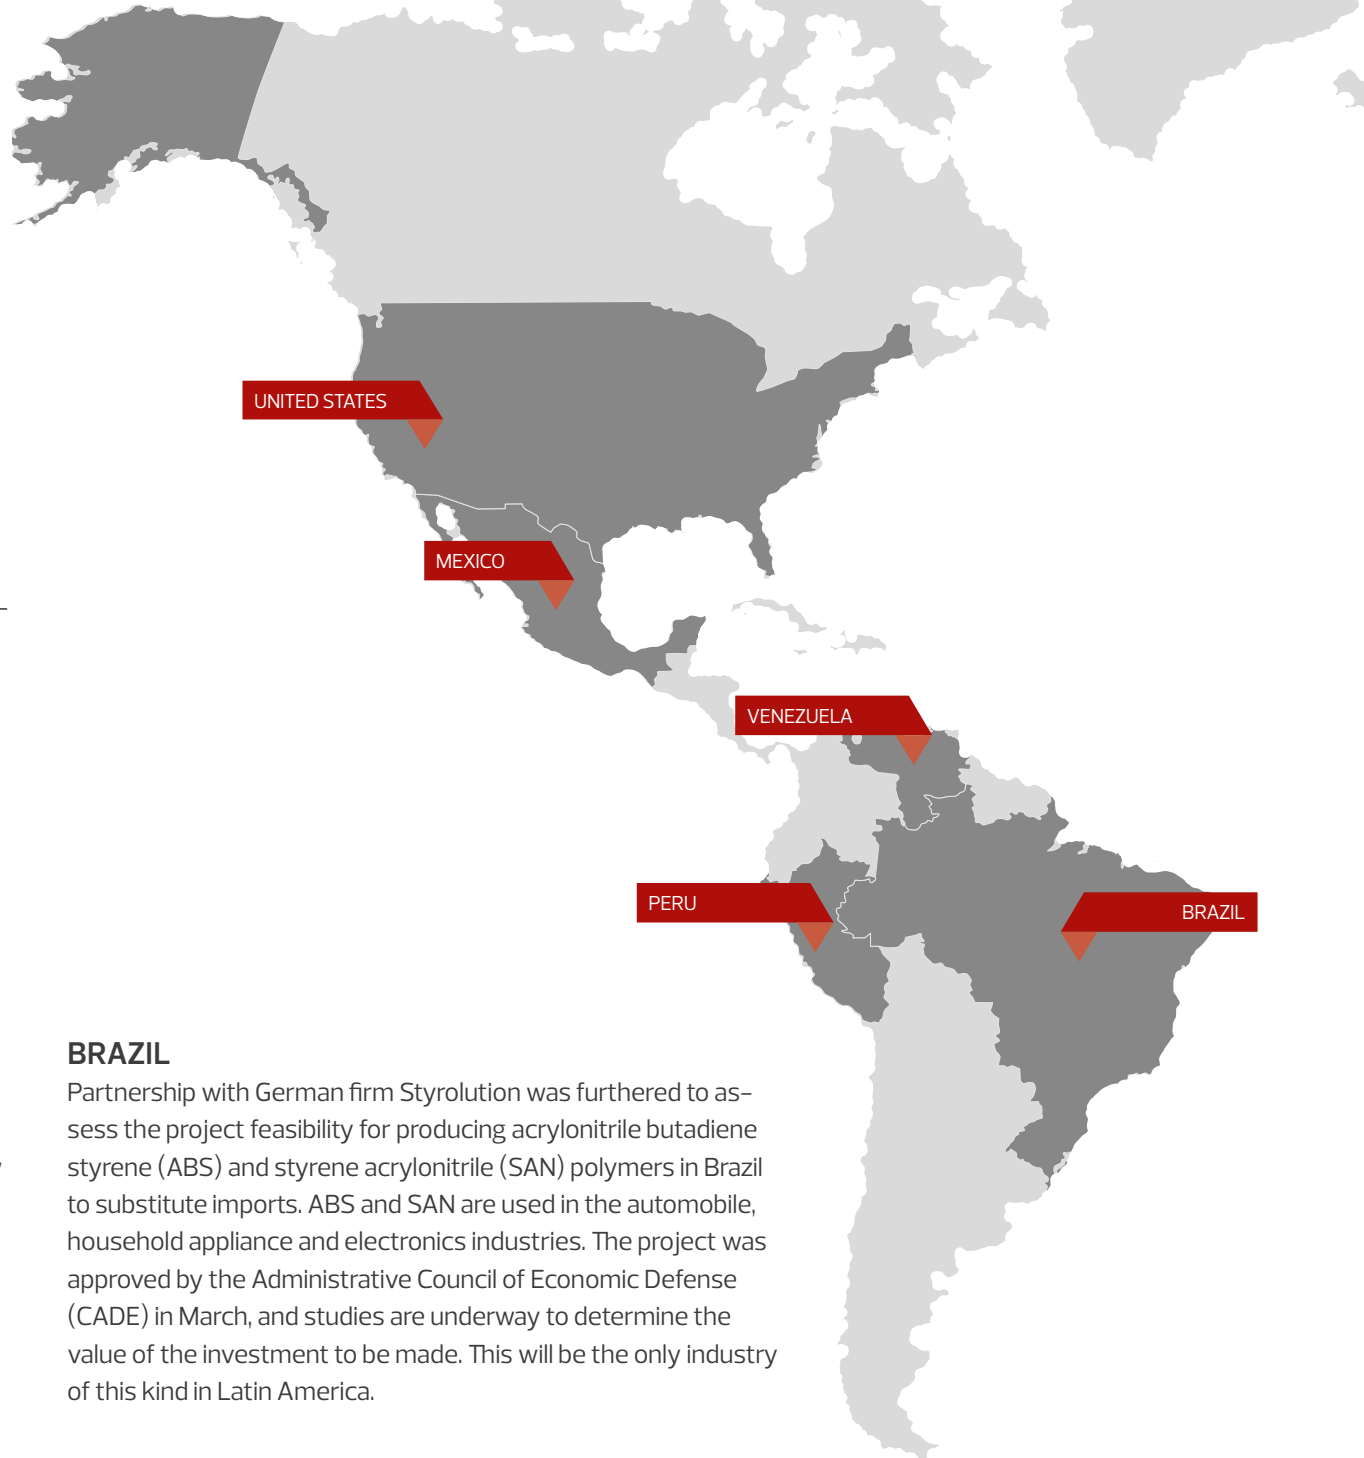 UNITED STATES
MEXICO
VENEZUELA
PERU
BRAZIL
BRAZIL
Partnership with German firm Styrolution was furthered to as-
sess the project feasibility for producing acrylonitrile butadiene
styrene (ABS) and styrene acrylonitrile (SAN) polymers in Brazil
to substitute imports. ABS and SAN are used in the automobile,
household appliance and electronics industries. The project was
approved by the Administrative Council of Economic Defense
(CADE) in March, and studies are underway to determine the
value of the investment to be made. This will be the only industry
of this kind in Latin America.